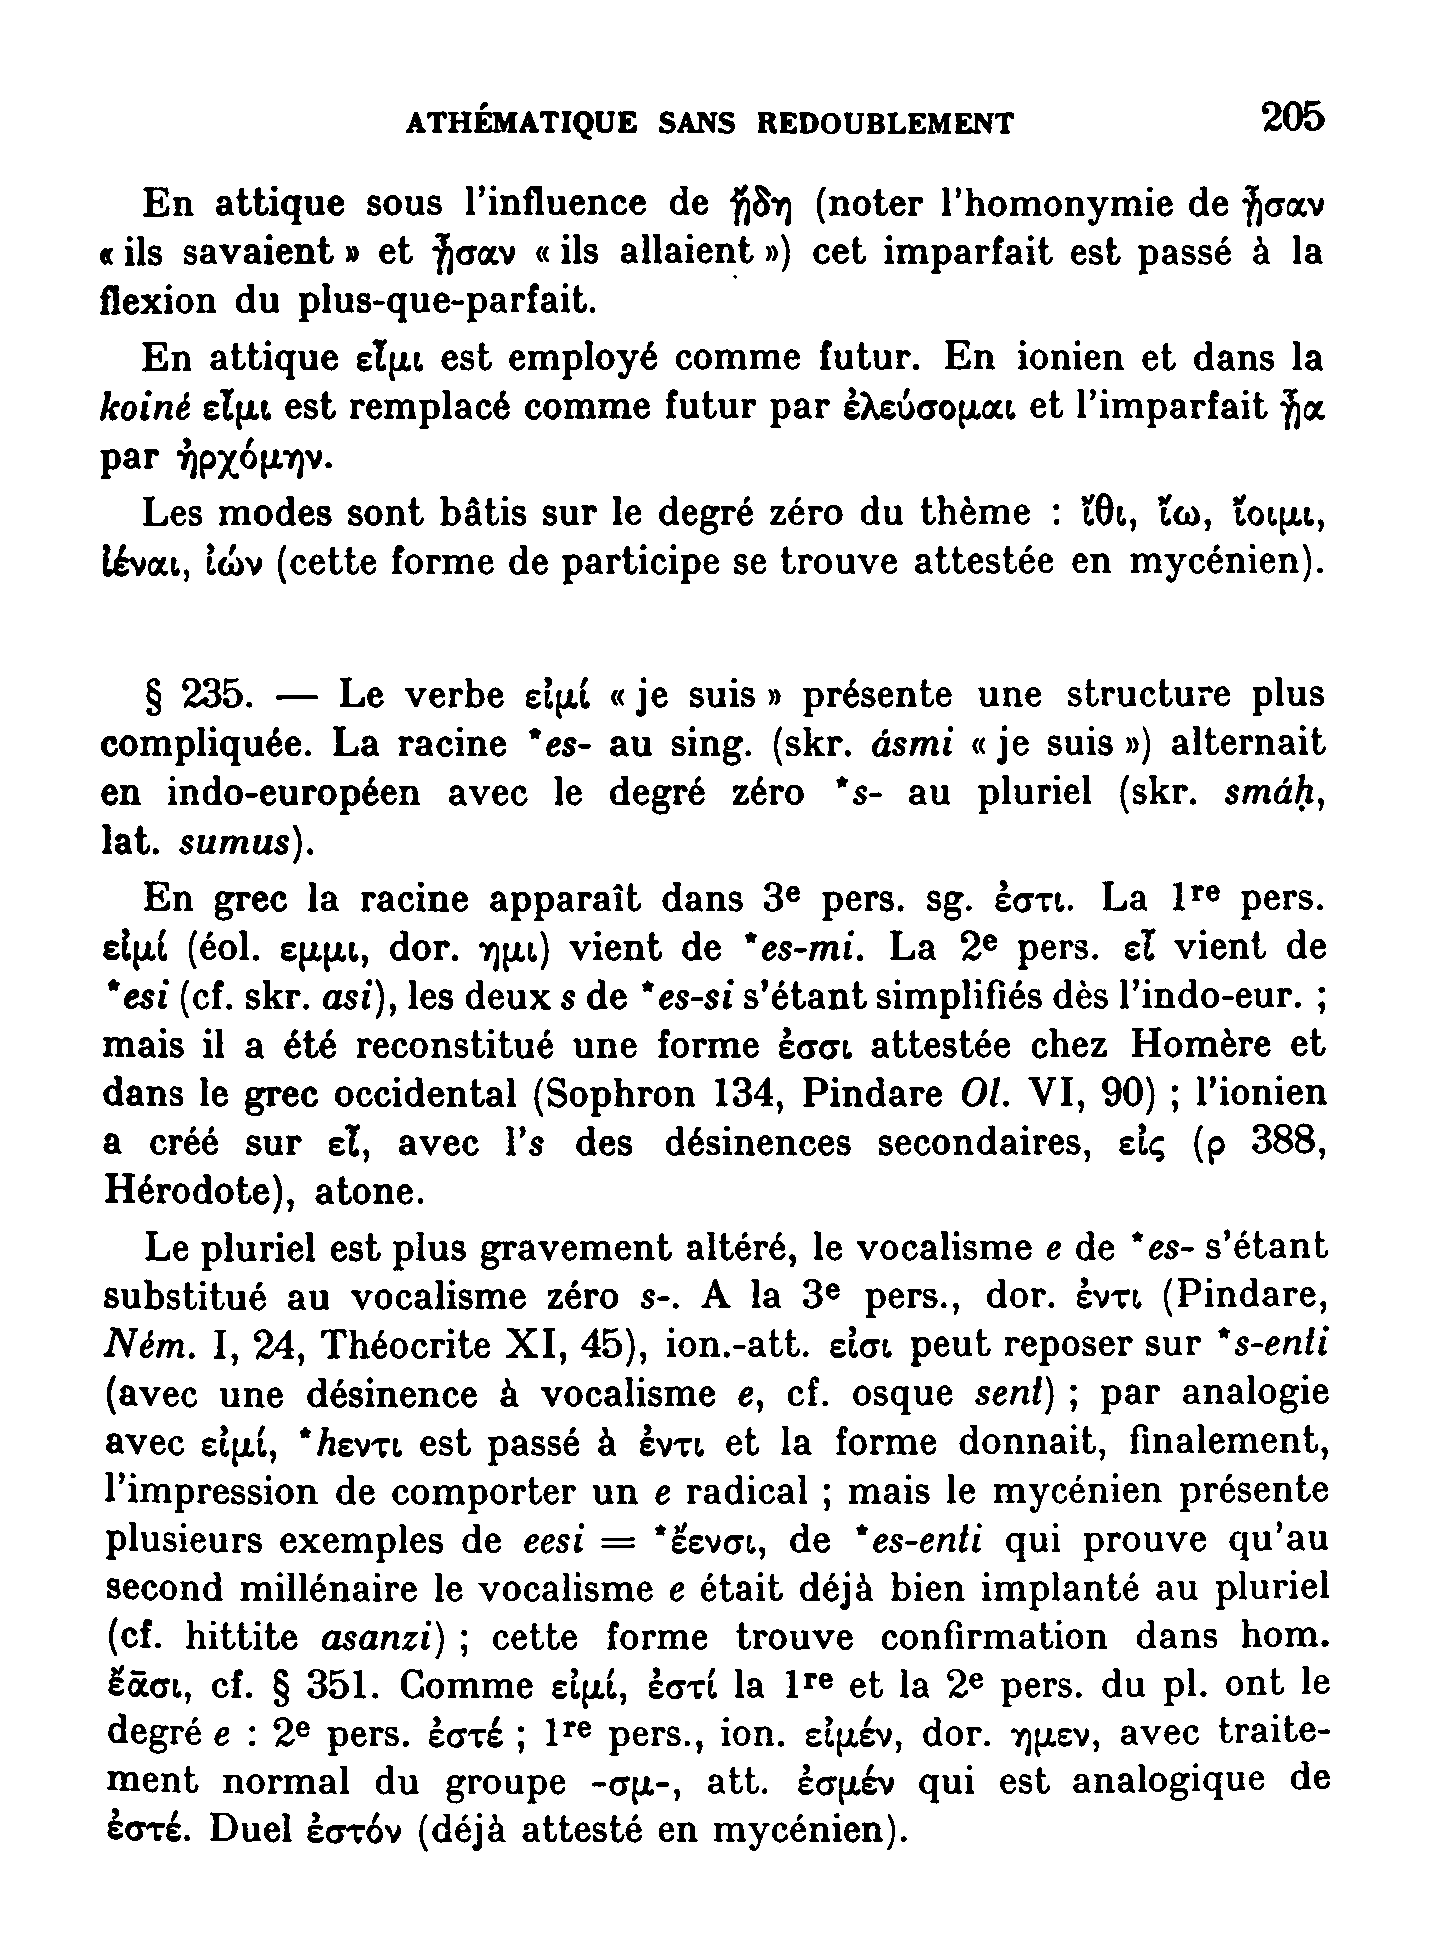 ATHÉMATIQUE SANS REDOUBLEMENT 205
En attique sous l'influence de ᾔδη (noter l'homonymie de ᾖσαν
« ils savaient » et ᾖσαν « ils allaient ») cet imparfait est passé à la
flexion du plus-que-parfait.
En attique εἶμι est employé comme futur. En ionien et dans la
koiné εἶμι est remplacé comme futur par ἐλεύσομαι et l'imparfait ᾖα
par ἠρχόμην.
Les modes sont bâtis sur le degré zéro du thème : ἴθι, ἴω, ἴοιμι,
ἰέναι, ἰών (cette forme de participe se trouve attestée en mycénien).
§ 235. — Le verbe εἰμί « je suis » présente une structure plus
compliquée. La racine *es- au sing. (skr. ásmi « je suis ») alternait
en indo-européen avec le degré zéro *s- au pluriel (skr. smáḥ,
lat. sumus).
En grec la racine apparaît dans 3e pers. sg. ἐστι. La 1re pers.
εἰμί (éol. εμμι, dor. ημι) vient de *es-mi. La 2e pers. εἶ vient de
*esi (cf. skr. asi), les deux s de *es-si s'étant simplifiés dès l'indo-eur. ;
mais il a été reconstitué une forme ἐσσι attestée chez Homère et
dans le grec occidental (Sophron 134, Pindare Ol. VI, 90) ; l'ionien
a créé sur εἶ, avec l's des désinences secondaires, εἰς (ρ 388,
Hérodote), atone.
Le pluriel est plus gravement altéré, le vocalisme e de *es- s'étant
substitué au vocalisme zéro s-. A la 3e pers., dor. ἐντι (Pindare,
Ném. I, 24, Théocrite XI, 45), ion.-att. εἰσι peut reposer sur *s-enti
(avec une désinence à vocalisme e, cf. osque sent) ; par analogie
avec εἰμί, *hεντι est passé à ἐντι et la forme donnait, finalement,
l'impression de comporter un e radical ; mais le mycénien présente
plusieurs exemples de eesi = *ἔενσι, de *es-enti qui prouve qu'au
second millénaire le vocalisme e était déjà bien implanté au pluriel
(cf. hittite asanzi) ; cette forme trouve confirmation dans hom.
ἔᾱσι, cf. § 351. Comme εἰμί, ἐστί la 1re et la 2e pers. du pl. ont le
degré e : 2e pers. ἐστέ ; 1re pers., ion. εἰμέν, dor. ημεν, avec traite-
ment normal du groupe -σμ-, att. ἐσμέν qui est analogique de
ἐστέ. Duel ἐστόν (déjà attesté en mycénien).